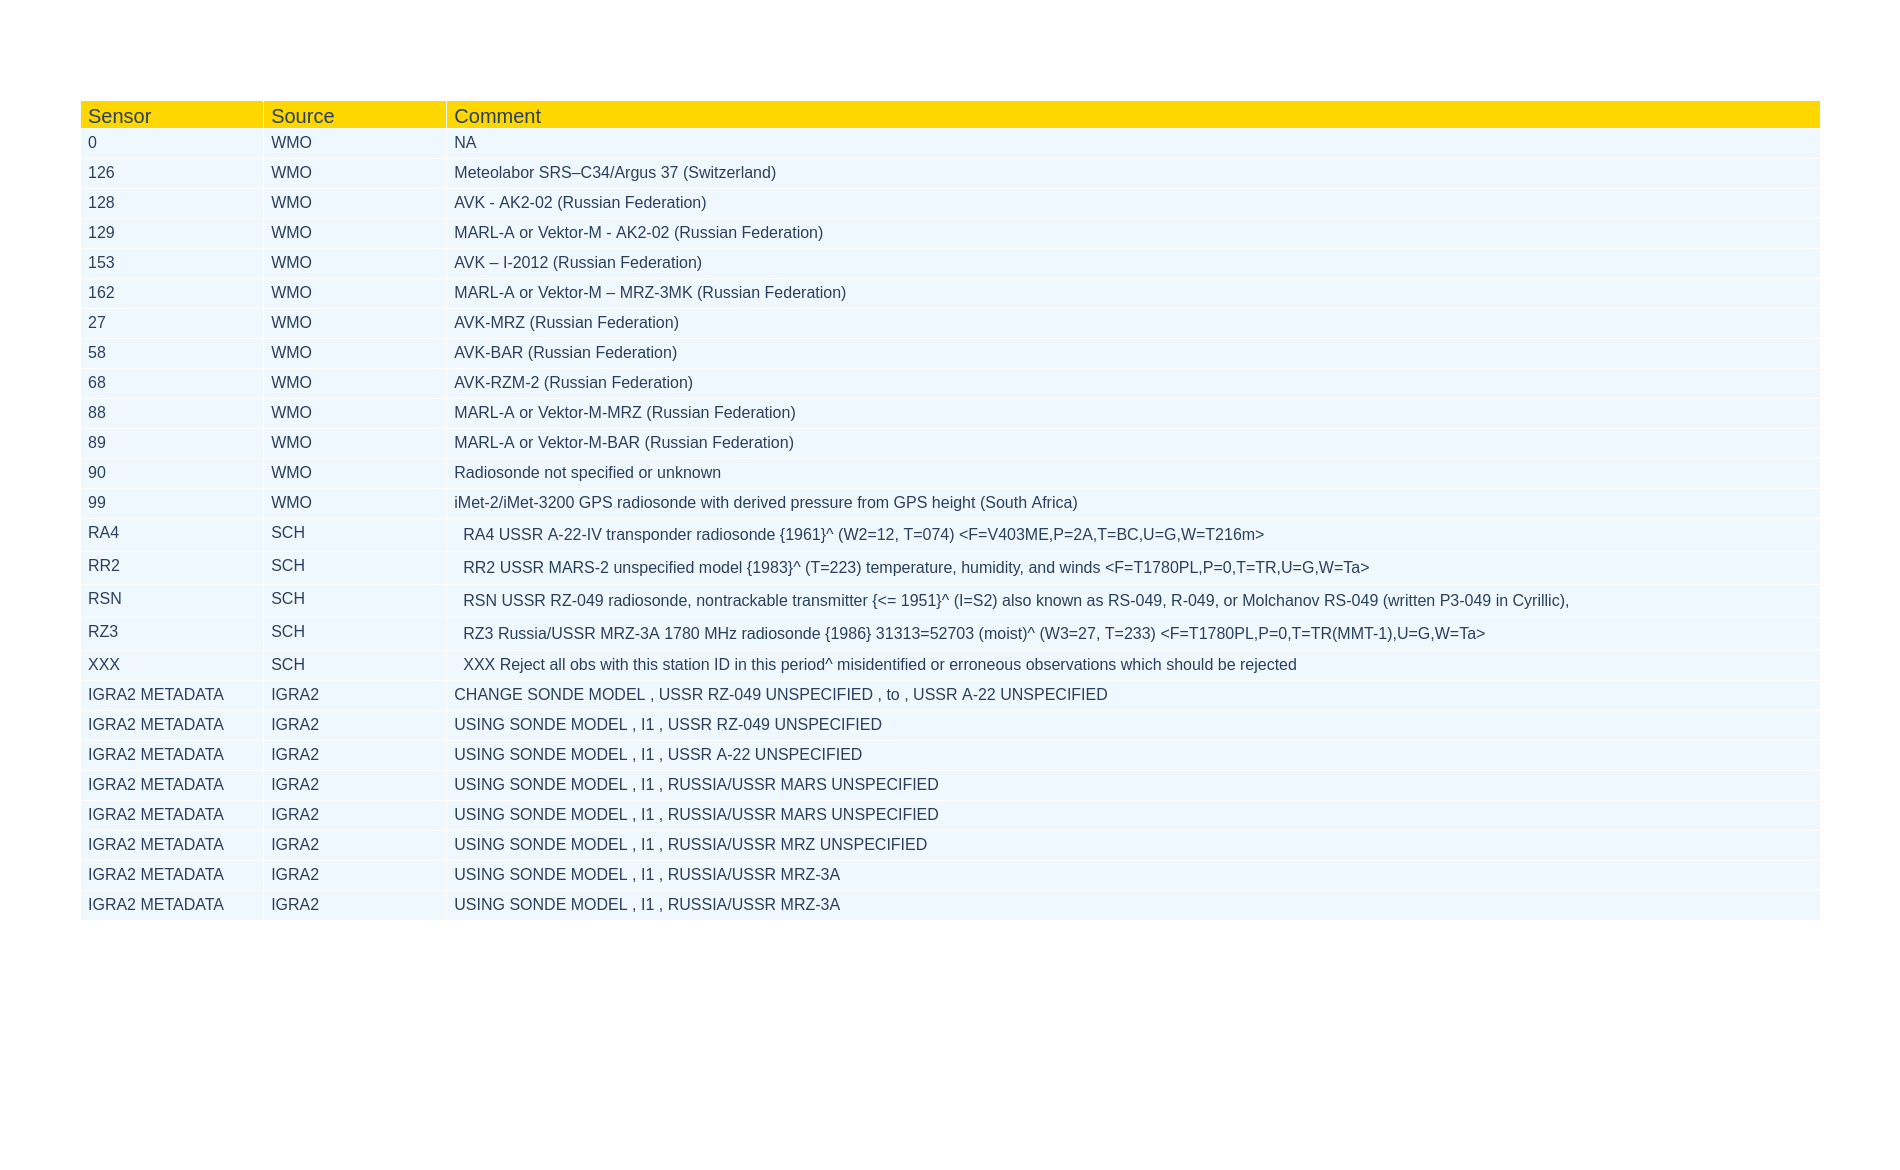 Sensor Source Comment
0 WMO NA
126 WMO Meteolabor SRS–C34/Argus 37 (Switzerland)
128 WMO AVK - AK2-02 (Russian Federation)
129 WMO MARL-A or Vektor-M - AK2-02 (Russian Federation)
153 WMO AVK – I-2012 (Russian Federation)
162 WMO MARL-A or Vektor-M – MRZ-3MK (Russian Federation)
27 WMO AVK-MRZ (Russian Federation)
58 WMO AVK-BAR (Russian Federation)
68 WMO AVK-RZM-2 (Russian Federation)
88 WMO MARL-A or Vektor-M-MRZ (Russian Federation)
89 WMO MARL-A or Vektor-M-BAR (Russian Federation)
90 WMO Radiosonde not specified or unknown
99 WMO iMet-2/iMet-3200 GPS radiosonde with derived pressure from GPS height (South Africa)
RA4 SCH RA4 USSR A-22-IV transponder radiosonde {1961}^ (W2=12, T=074) <F=V403ME,P=2A,T=BC,U=G,W=T216m>
RR2 SCH RR2 USSR MARS-2 unspecified model {1983}^ (T=223) temperature, humidity, and winds <F=T1780PL,P=0,T=TR,U=G,W=Ta>
RSN SCH RSN USSR RZ-049 radiosonde, nontrackable transmitter {<= 1951}^ (I=S2) also known as RS-049, R-049, or Molchanov RS-049 (written P3-049 in Cyrillic),
RZ3 SCH RZ3 Russia/USSR MRZ-3A 1780 MHz radiosonde {1986} 31313=52703 (moist)^ (W3=27, T=233) <F=T1780PL,P=0,T=TR(MMT-1),U=G,W=Ta>
XXX SCH XXX Reject all obs with this station ID in this period^ misidentified or erroneous observations which should be rejected
IGRA2 METADATA IGRA2 CHANGE SONDE MODEL , USSR RZ-049 UNSPECIFIED , to , USSR A-22 UNSPECIFIED
IGRA2 METADATA IGRA2 USING SONDE MODEL , I1 , USSR RZ-049 UNSPECIFIED
IGRA2 METADATA IGRA2 USING SONDE MODEL , I1 , USSR A-22 UNSPECIFIED
IGRA2 METADATA IGRA2 USING SONDE MODEL , I1 , RUSSIA/USSR MARS UNSPECIFIED
IGRA2 METADATA IGRA2 USING SONDE MODEL , I1 , RUSSIA/USSR MARS UNSPECIFIED
IGRA2 METADATA IGRA2 USING SONDE MODEL , I1 , RUSSIA/USSR MRZ UNSPECIFIED
IGRA2 METADATA IGRA2 USING SONDE MODEL , I1 , RUSSIA/USSR MRZ-3A
IGRA2 METADATA IGRA2 USING SONDE MODEL , I1 , RUSSIA/USSR MRZ-3A